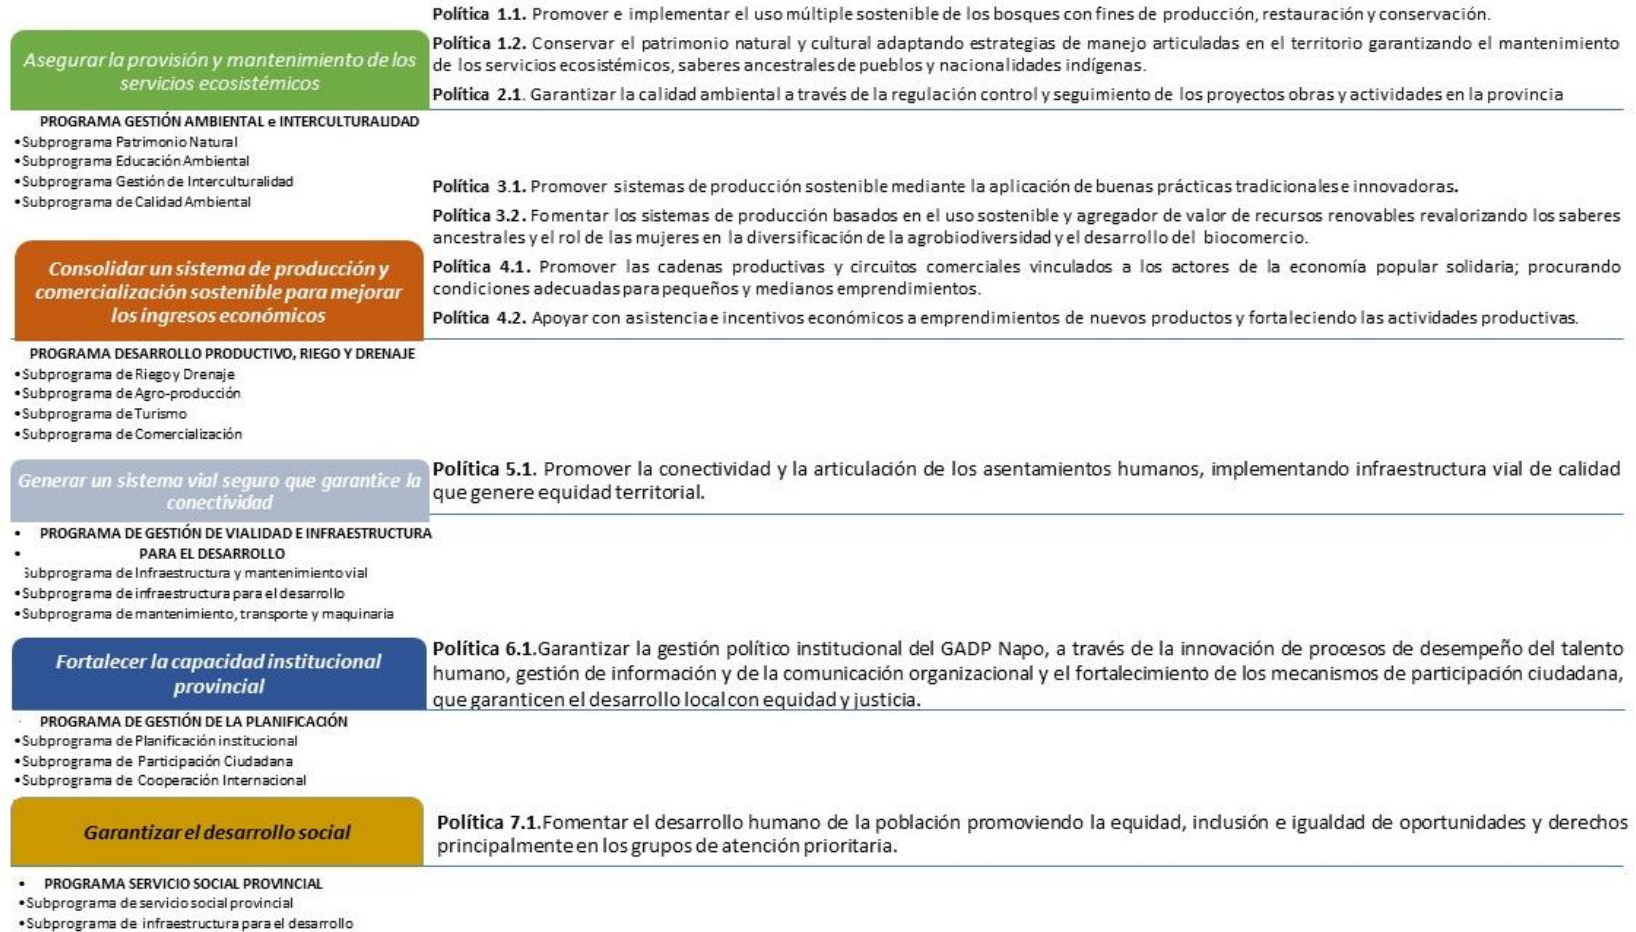 Política 1.1. Promover e implementar el uso múltiple sostenible de los bosques con fines de producción, restauración y conservación.
Asegurar la provisión y mantenimiento de los
servicios ecosistémicos
Política 1.2. Conservar el patrimonio natural y cultural adaptando estrategias de manejo articuladas en el territorio garantizando el mantenimiento
de los servicios ecosistémicos, saberes ancestrales de pueblos y nacionalidades indígenas.
Política 2.1. Garantizar la calidad ambiental a través de la regulación control y seguimiento de los proyectos obras y actividades en la provincia
PROGRAMA GESTIÓN AMBIENTAL e INTERCULTURALIDAD
•Subprograma Patrimonio Natural
•Subprograma Educación Ambiental
•Subprograma Gestión de Interculturalidad
•Subprograma de Calidad Ambiental
Política 3.1. Promover sistemas de producción sostenible mediante la aplicación de buenas prácticas tradicionales e innovadoras.
Política 3.2. Fomentar los sistemas de producción basados en el uso sostenible y agregador de valor de recursos renovables revalorizando los saberes
ancestrales y el rol de las mujeres en la diversificación de la agrobiodiversidad y el desarrollo del biocomercio.
Consolidar un sistema de producción y
comercialización sostenible para mejorar
los ingresos económicos
Política 4.1. Promover las cadenas productivas y circuitos comerciales vinculados a los actores de la economía popular solidaria; procurando
condiciones adecuadas para pequeños y medianos emprendimientos.
Política 4.2. Apoyar con asistencia e incentivos económicos a emprendimientos de nuevos productos y fortaleciendo las actividades productivas.
PROGRAMA DESARROLLO PRODUCTIVO, RIEGO Y DRENAJE
•Subprograma de Riego y Drenaje
•Subprograma de Agro-producción
•Subprograma de Turismo
•Subprograma de Comercialización
Generar un sistema vial seguro que garantice la
conectividad
Política 5.1. Promover la conectividad y la articulación de los asentamientos humanos, implementando infraestructura vial de calidad
que genere equidad territorial.
• PROGRAMA DE GESTIÓN DE VIALIDAD E INFRAESTRUCTURA
• PARA EL DESARROLLO
Subprograma de Infraestructura y mantenimiento vial
•Subprograma de infraestructura para el desarrollo
•Subprograma de mantenimiento, transporte y maquinaria
Fortalecer la capacidad institucional
provincial
Política 6.1.Garantizar la gestión político institucional del GADP Napo, a través de la innovación de procesos de desempeño del talento
humano, gestión de información y de la comunicación organizacional y el fortalecimiento de los mecanismos de participación ciudadana,
que garanticen el desarrollo local con equidad y justicia.
PROGRAMA DE GESTIÓN DE LA PLANIFICACIÓN
•Subprograma de Planificación institucional
•Subprograma de Participación Ciudadana
•Subprograma de Cooperación Internacional
Garantizar el desarrollo social
Política 7.1.Fomentar el desarrollo humano de la población promoviendo la equidad, inclusión e igualdad de oportunidades y derechos
principalmente en los grupos de atención prioritaria.
• PROGRAMA SERVICIO SOCIAL PROVINCIAL
•Subprograma de servicio social provincial
•Subprograma de infraestructura para el desarrollo